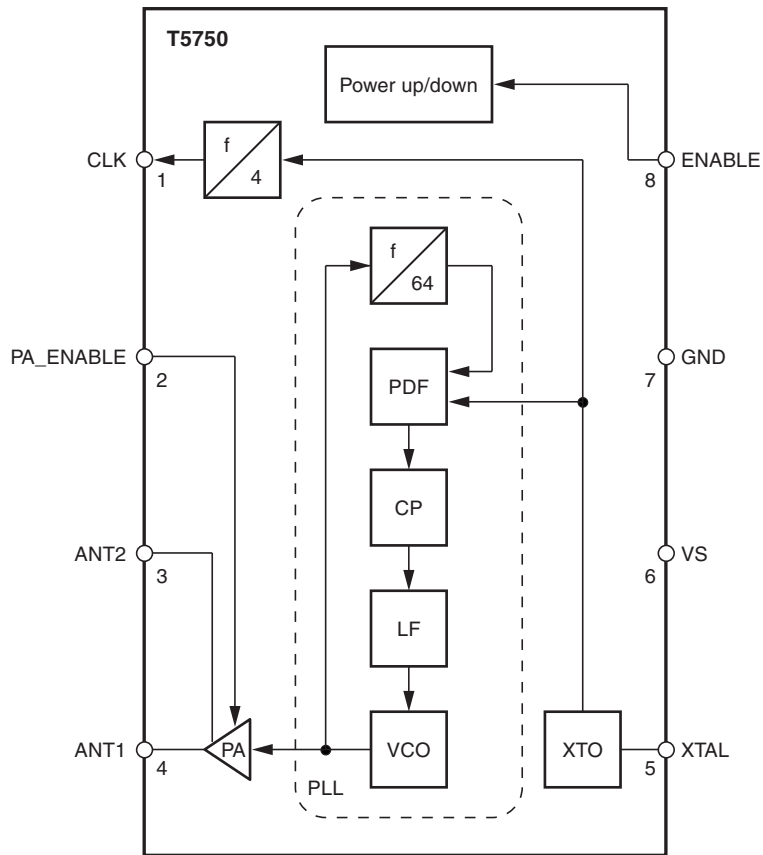 T5750
Power up/down
CLK
1
f
4
ENABLE
8
f
64
PA_ENABLE
2
PDF
GND
7
CP
ANT2
3
VS
6
LF
ANT1
4
PA
VCO
XTO
XTAL
5
PLL